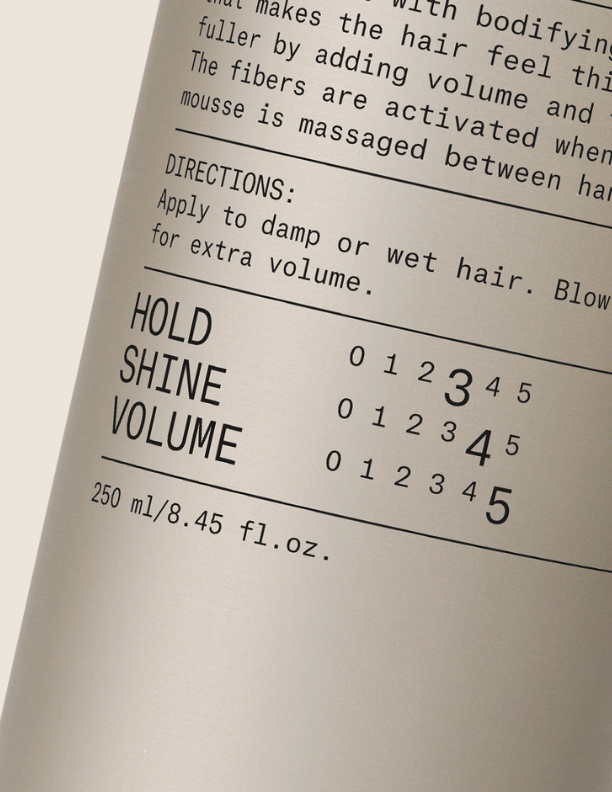 with bodifying
that makes the hair feel
fuller by adding volume and
The fibers are activated when
mousse is massaged between
DIRECTIONS:
Apply to damp or wet hair. Blow
for extra volume.
HOLD 0 1 2 3 4 5
SHINE 0 1 2 3 4 5
VOLUME 0 1 2 3 4 5
250 ml/8.45 fl.oz.